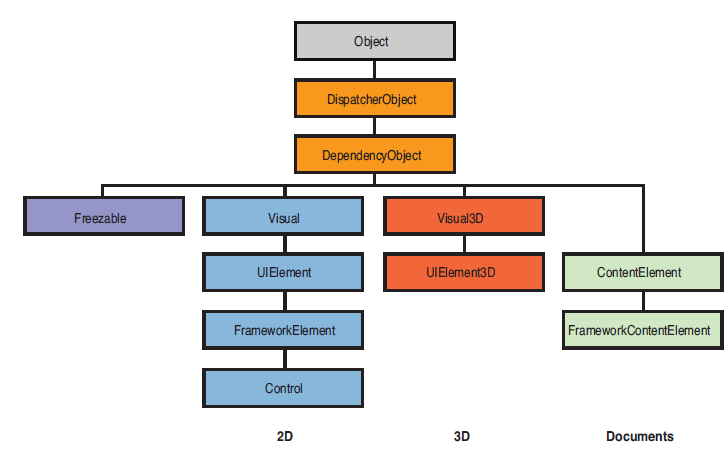 Object
DispatcherObject
DependencyObject
Freezable
Visual
Visual3D
UIElement
UIElement3D
ContentElement
FrameworkElement
FrameworkContentElement
Control
2D
3D
Documents